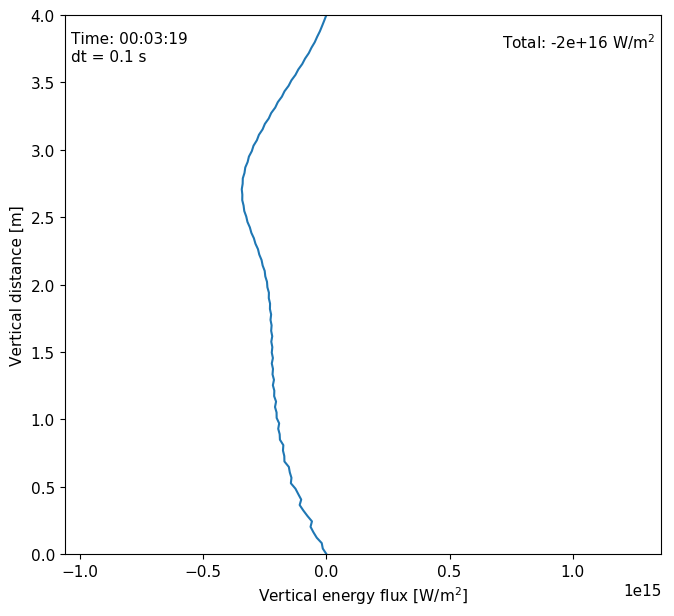 Time: 00:03:19
dt = 0.1 s
Total: -2e+16 W/m²
4.0
3.5
3.0
2.5
2.0
1.5
1.0
0.5
0.0
Vertical distance [m]
−1.0 −0.5 0.0 0.5 1.0
1e15
Vertical energy flux [W/m²]